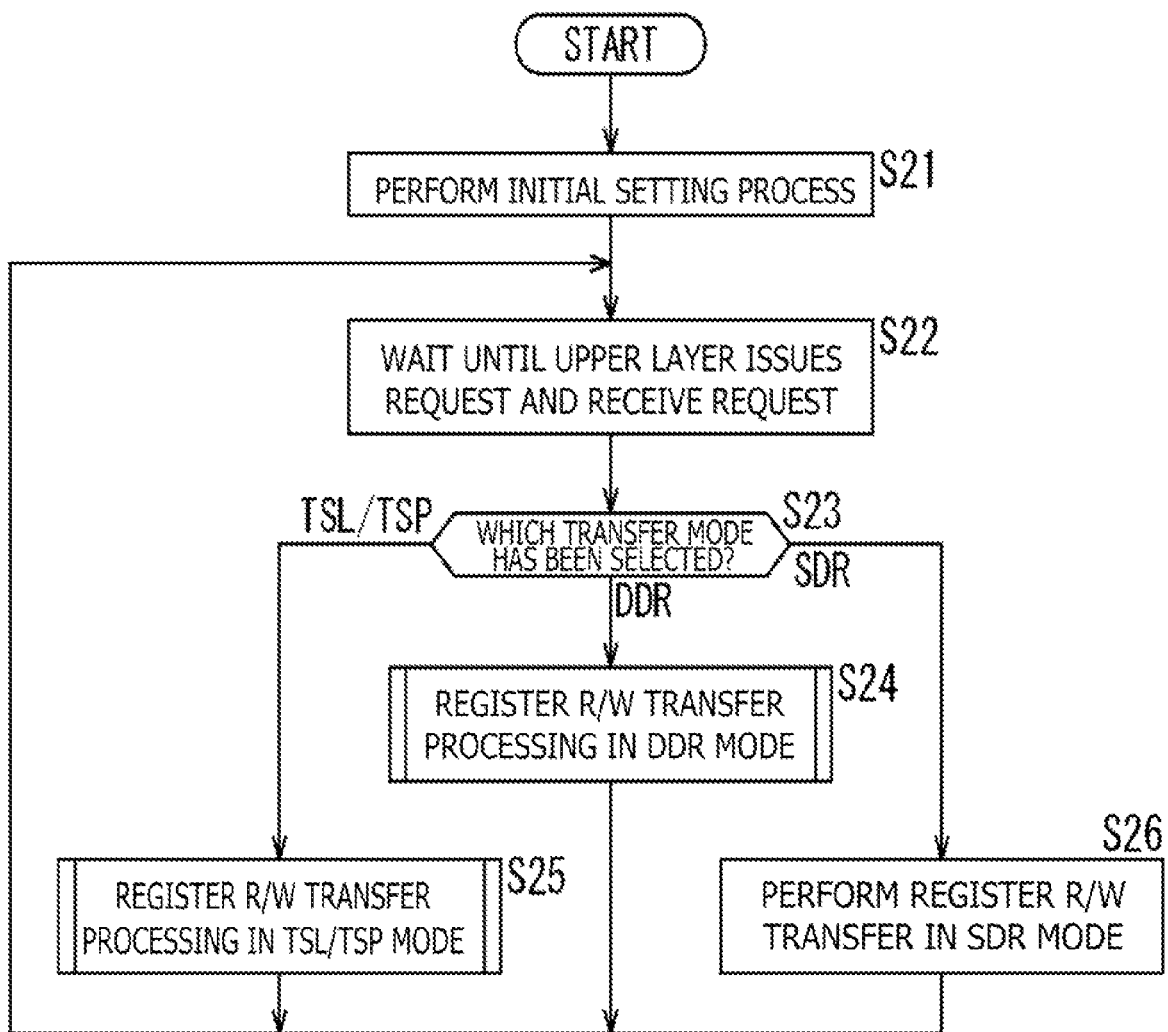 START
PERFORM INITIAL SETTING PROCESS
S21
WAIT UNTIL UPPER LAYER ISSUES
REQUEST AND RECEIVE REQUEST
S22
TSL/TSP
WHICH TRANSFER MODE
HAS BEEN SELECTED?
S23
SDR
DDR
REGISTER R/W TRANSFER
PROCESSING IN DDR MODE
S24
REGISTER R/W TRANSFER
PROCESSING IN TSL/TSP MODE
S25
S26
PERFORM REGISTER R/W
TRANSFER IN SDR MODE